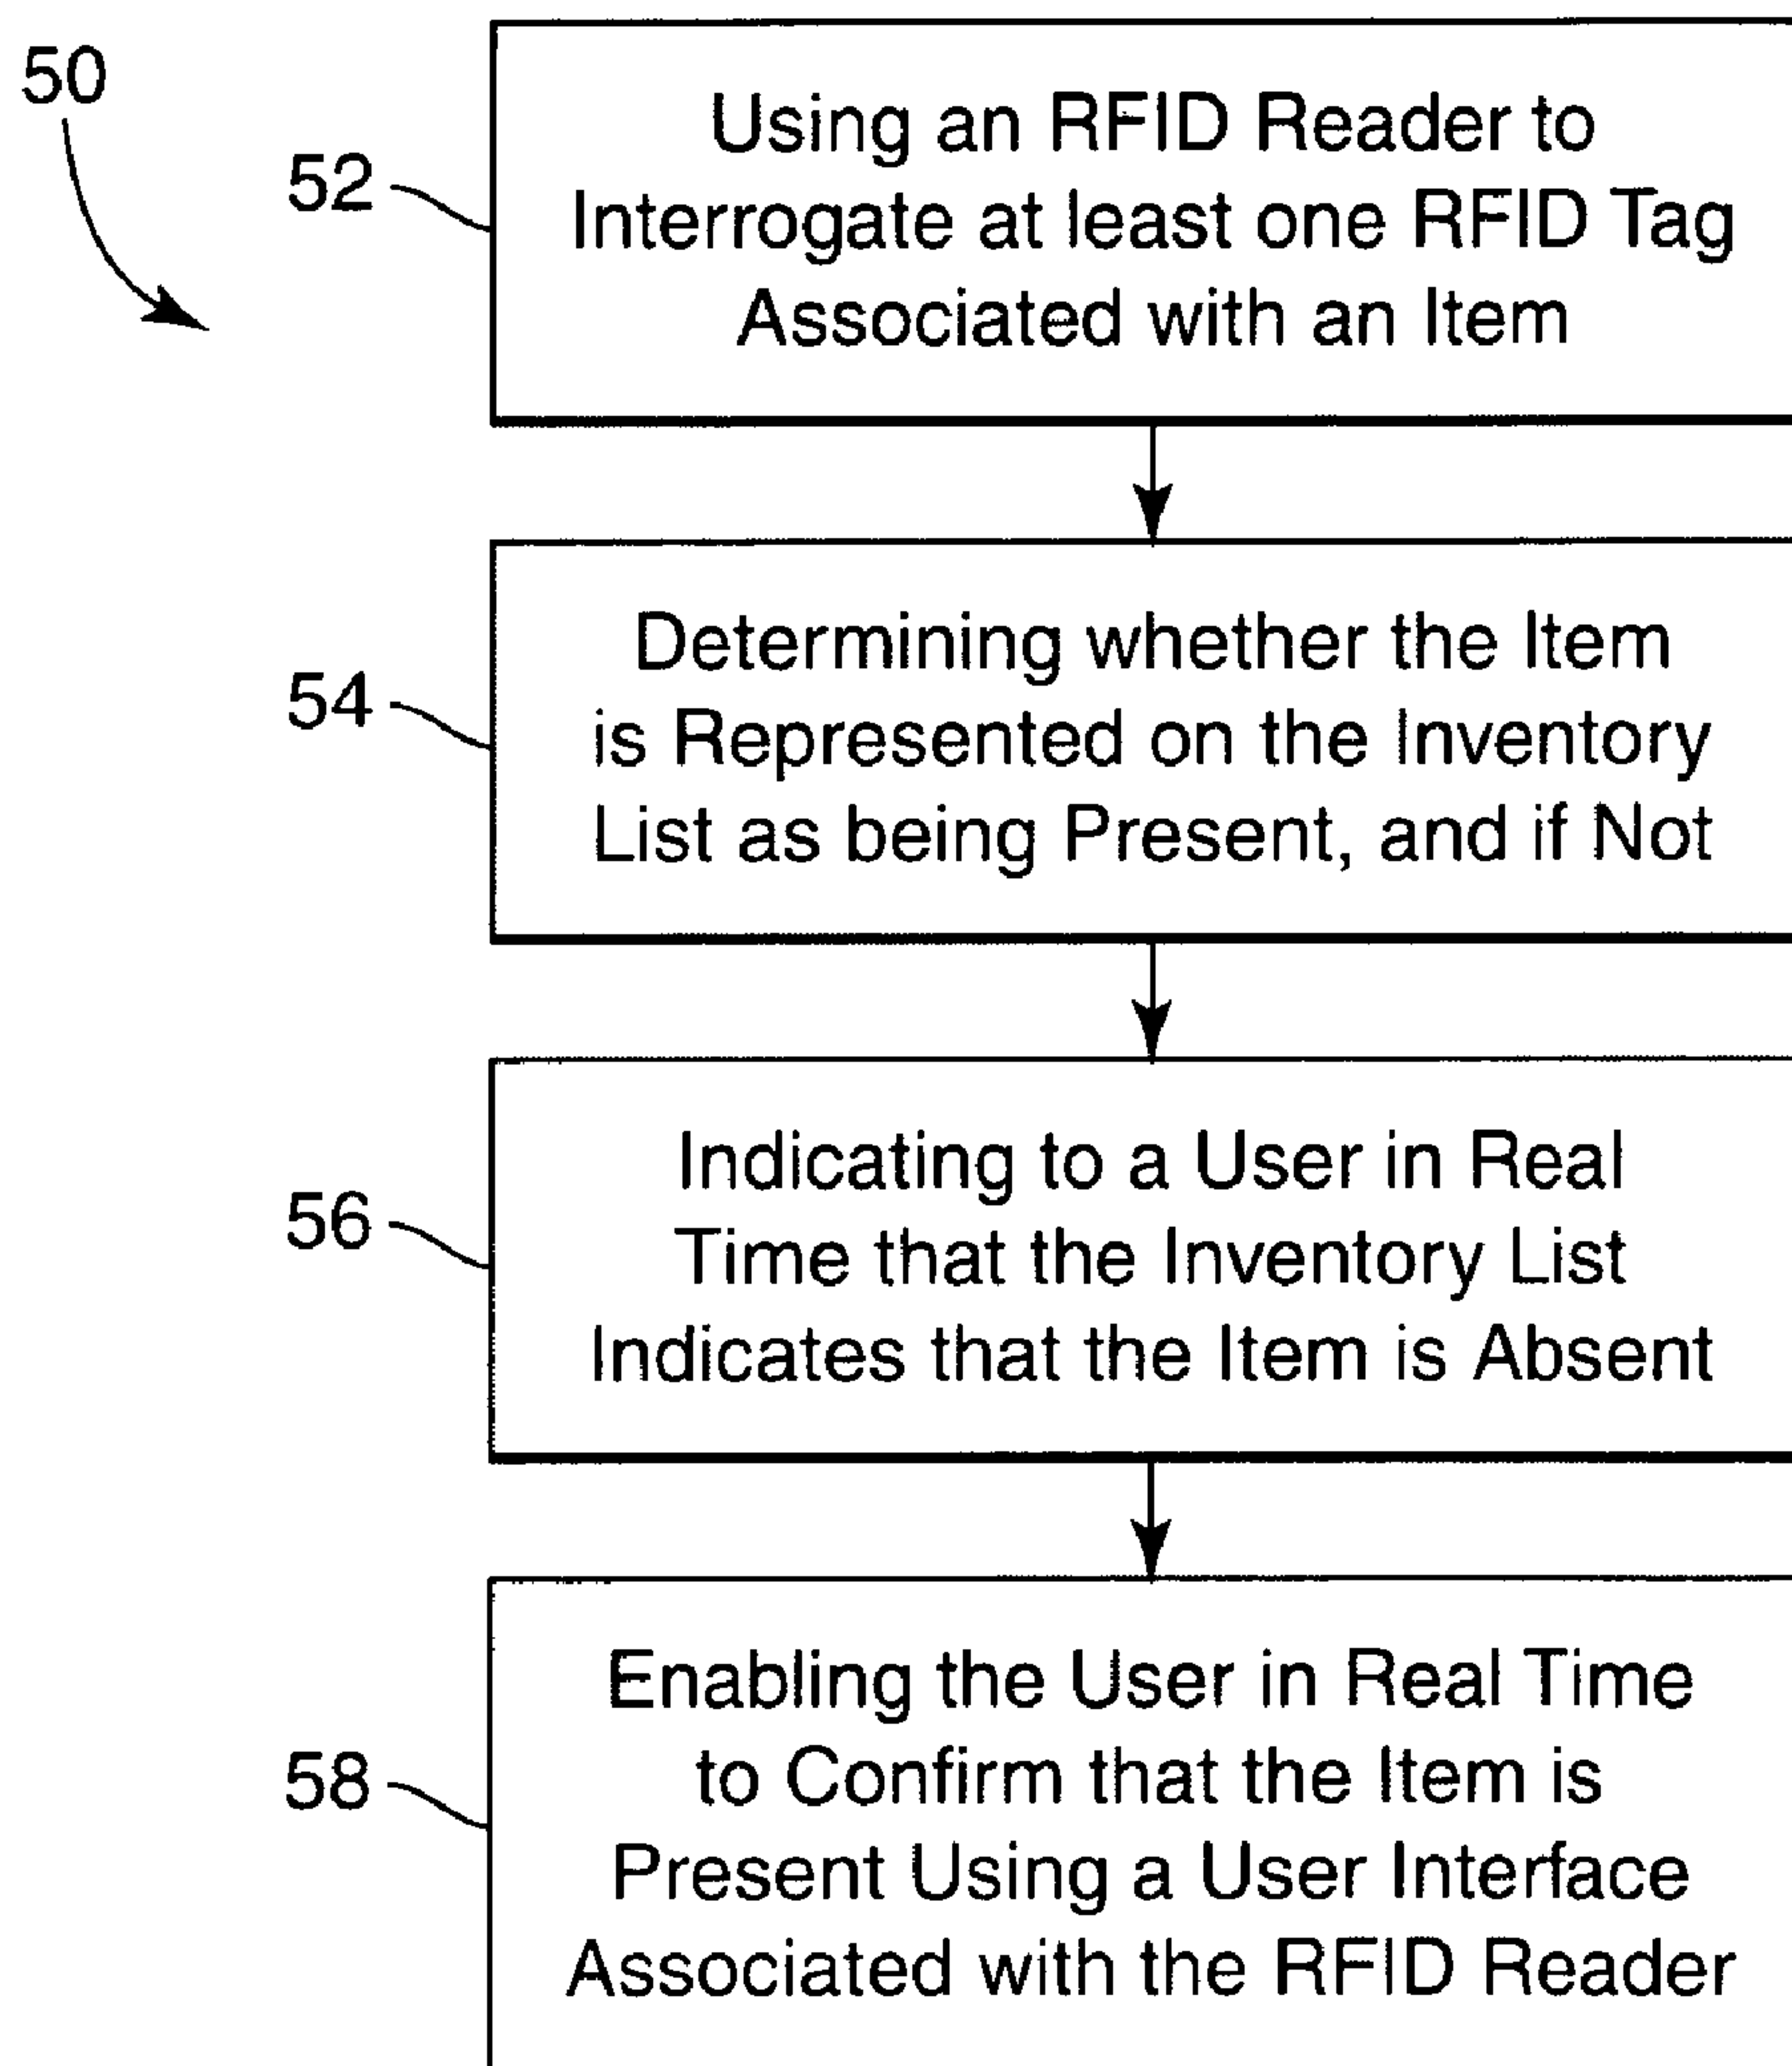 50
52
Using an RFID Reader to
Interrogate at least one RFID Tag
Associated with an Item
54
Determining whether the Item
is Represented on the Inventory
List as being Present, and if Not
56
Indicating to a User in Real
Time that the Inventory List
Indicates that the Item is Absent
58
Enabling the User in Real Time
to Confirm that the Item is
Present Using a User Interface
Associated with the RFID Reader